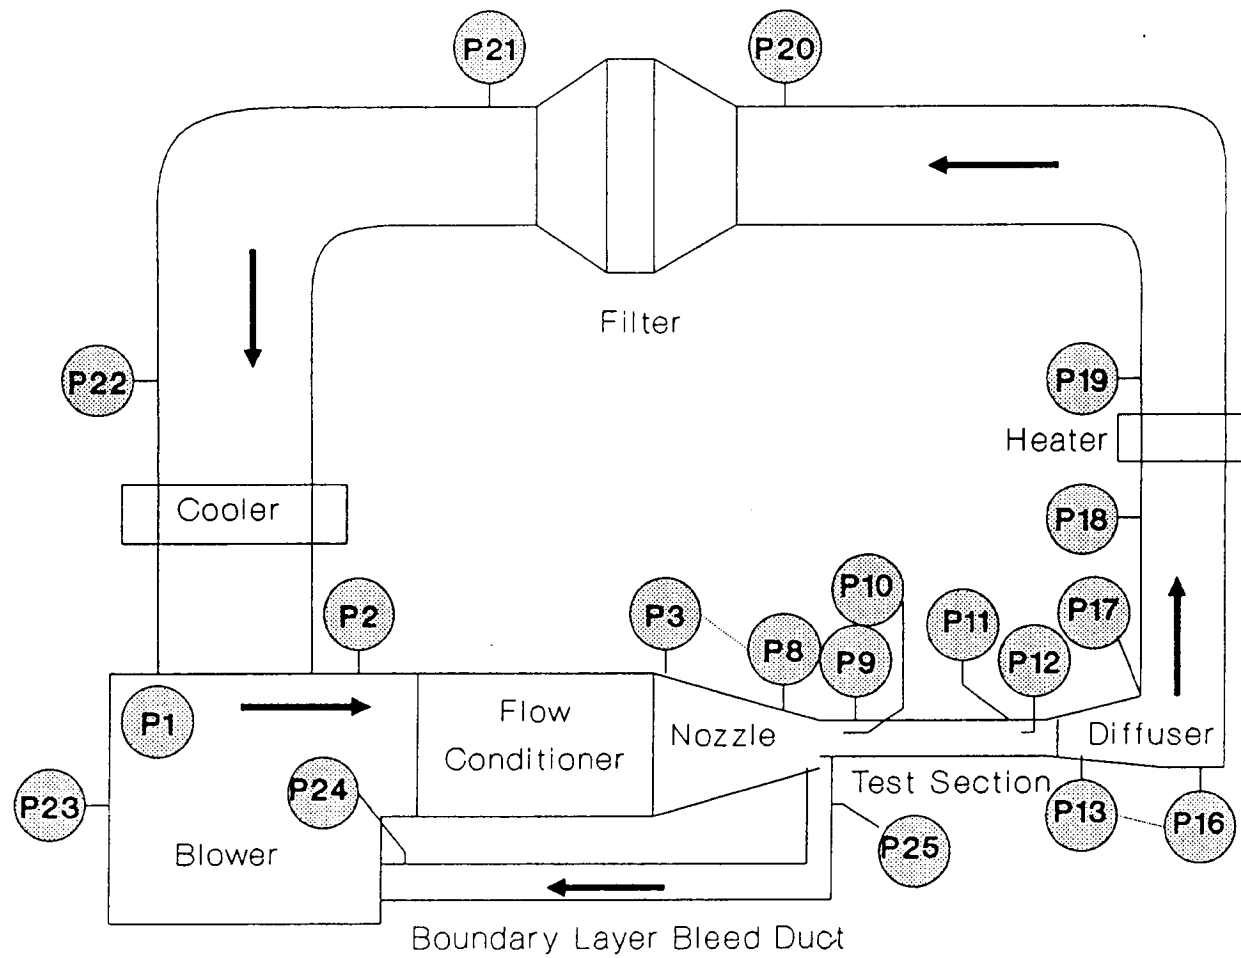 P21
P20
Filter
P22
P19
Heater
Cooler
P18
P2
P3
P10
P11
P17
P8
P9
P12
P1
Flow
Conditioner
Nozzle
Diffuser
P23
P24
Test Section
P13
P16
Blower
P25
Boundary Layer Bleed Duct